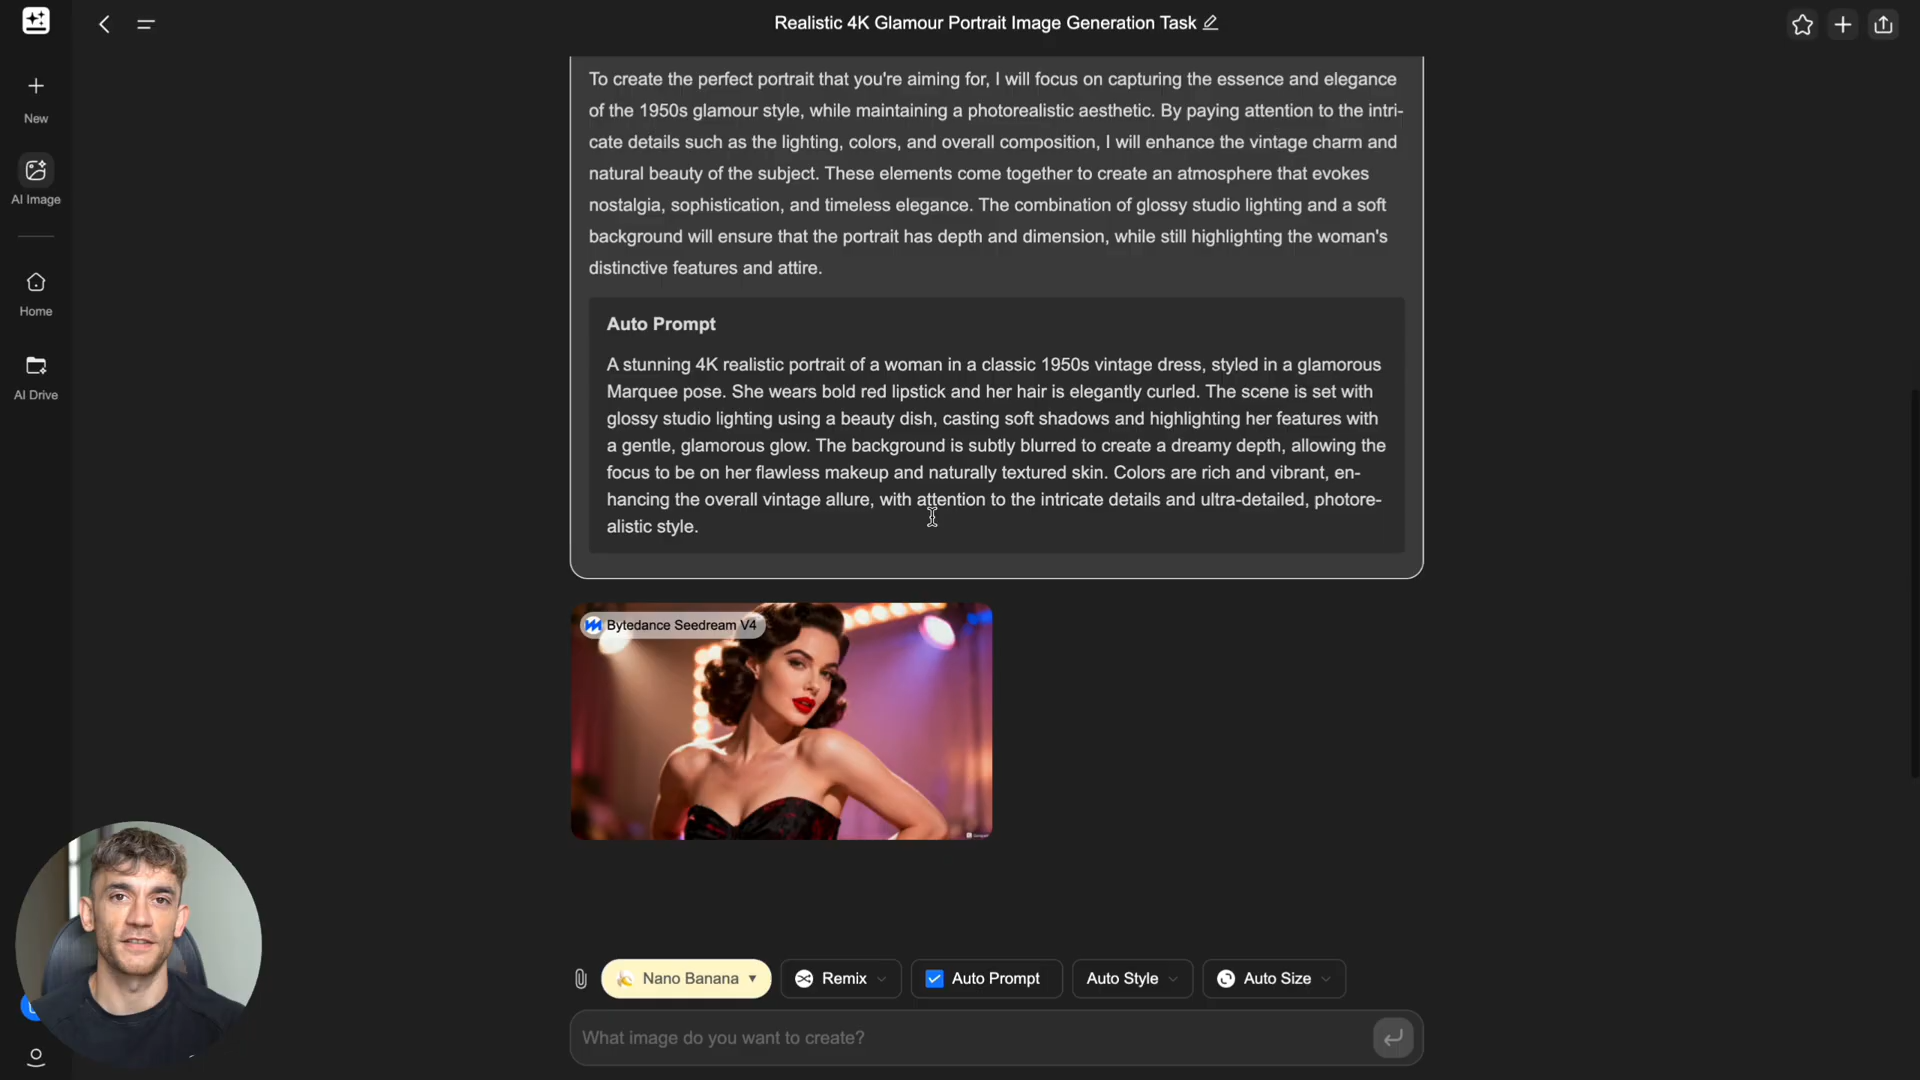 Realistic 4K Glamour Portrait Image Generation Task
New
AI Image
Home
AI Drive
To create the perfect portrait that you're aiming for, I will focus on capturing the essence and elegance
of the 1950s glamour style, while maintaining a photorealistic aesthetic. By paying attention to the intri-
cate details such as the lighting, colors, and overall composition, I will enhance the vintage charm and
natural beauty of the subject. These elements come together to create an atmosphere that evokes
nostalgia, sophistication, and timeless elegance. The combination of glossy studio lighting and a soft
background will ensure that the portrait has depth and dimension, while still highlighting the woman's
distinctive features and attire.
Auto Prompt
A stunning 4K realistic portrait of a woman in a classic 1950s vintage dress, styled in a glamorous
Marquee pose. She wears bold red lipstick and her hair is elegantly curled. The scene is set with
glossy studio lighting using a beauty dish, casting soft shadows and highlighting her features with
a gentle, glamorous glow. The background is subtly blurred to create a dreamy depth, allowing the
focus to be on her flawless makeup and naturally textured skin. Colors are rich and vibrant, en-
hancing the overall vintage allure, with attention to the intricate details and ultra-detailed, photore-
alistic style.
Bytedance Seedream V4
Nano Banana
Remix
Auto Prompt
Auto Style
Auto Size
What image do you want to create?